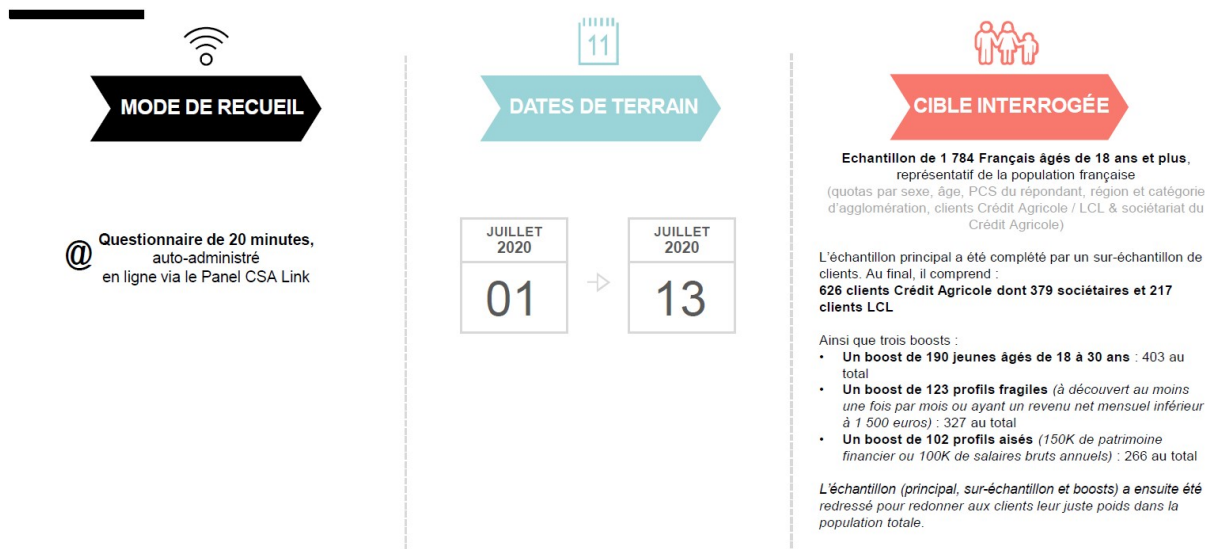 MODE DE RECUEIL
@
Questionnaire de 20 minutes,
auto-administré
en ligne via le Panel CSA Link
11
DATES DE TERRAIN
JUILLET
2020
01
JUILLET
2020
13
CIBLE INTERROGÉE
Echantillon de 1 784 Français âgés de 18 ans et plus,
représentatif de la population française
(quotas par sexe, âge, PCS du répondant, région et catégorie
d'agglomération, clients Crédit Agricole / LCL & sociétariat du
Crédit Agricole)
L'échantillon principal a été complété par un sur-échantillon de
clients. Au final, il comprend :
626 clients Crédit Agricole dont 379 sociétaires et 217
clients LCL
Ainsi que trois boosts :
• Un boost de 190 jeunes âgés de 18 à 30 ans : 403 au
total
• Un boost de 123 profils fragiles (à découvert au moins
une fois par mois ou ayant un revenu net mensuel inférieur
à 1 500 euros) : 327 au total
• Un boost de 102 profils aisés (150K de patrimoine
financier ou 100K de salaires bruts annuels) : 266 au total
L'échantillon (principal, sur-échantillon et boosts) a ensuite été
redressé pour redonner aux clients leur juste poids dans la
population totale.